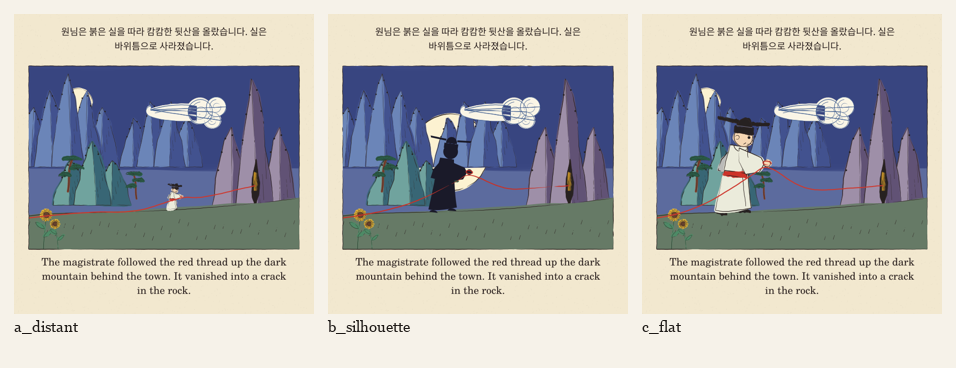 원님은 붉은 실을 따라 캄캄한 뒷산을 올랐습니다. 실은
바위틈으로 사라졌습니다.
The magistrate followed the red thread up the dark
mountain behind the town. It vanished into a crack
in the rock.
a_distant
원님은 붉은 실을 따라 캄캄한 뒷산을 올랐습니다. 실은
바위틈으로 사라졌습니다.
The magistrate followed the red thread up the dark
mountain behind the town. It vanished into a crack
in the rock.
b_silhouette
원님은 붉은 실을 따라 캄캄한 뒷산을 올랐습니다. 실은
바위틈으로 사라졌습니다.
The magistrate followed the red thread up the dark
mountain behind the town. It vanished into a crack
in the rock.
c_flat